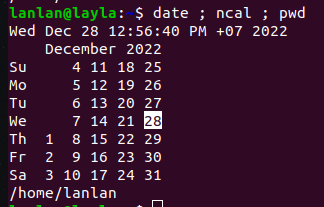 lanlan@layla:~$ date ; ncal ; pwd
Wed Dec 28 12:56:40 PM +07 2022
    December 2022
Su     4 11 18 25
Mo     5 12 19 26
Tu     6 13 20 27
We     7 14 21 28
Th  1  8 15 22 29
Fr  2  9 16 23 30
Sa  3 10 17 24 31
/home/lanlan